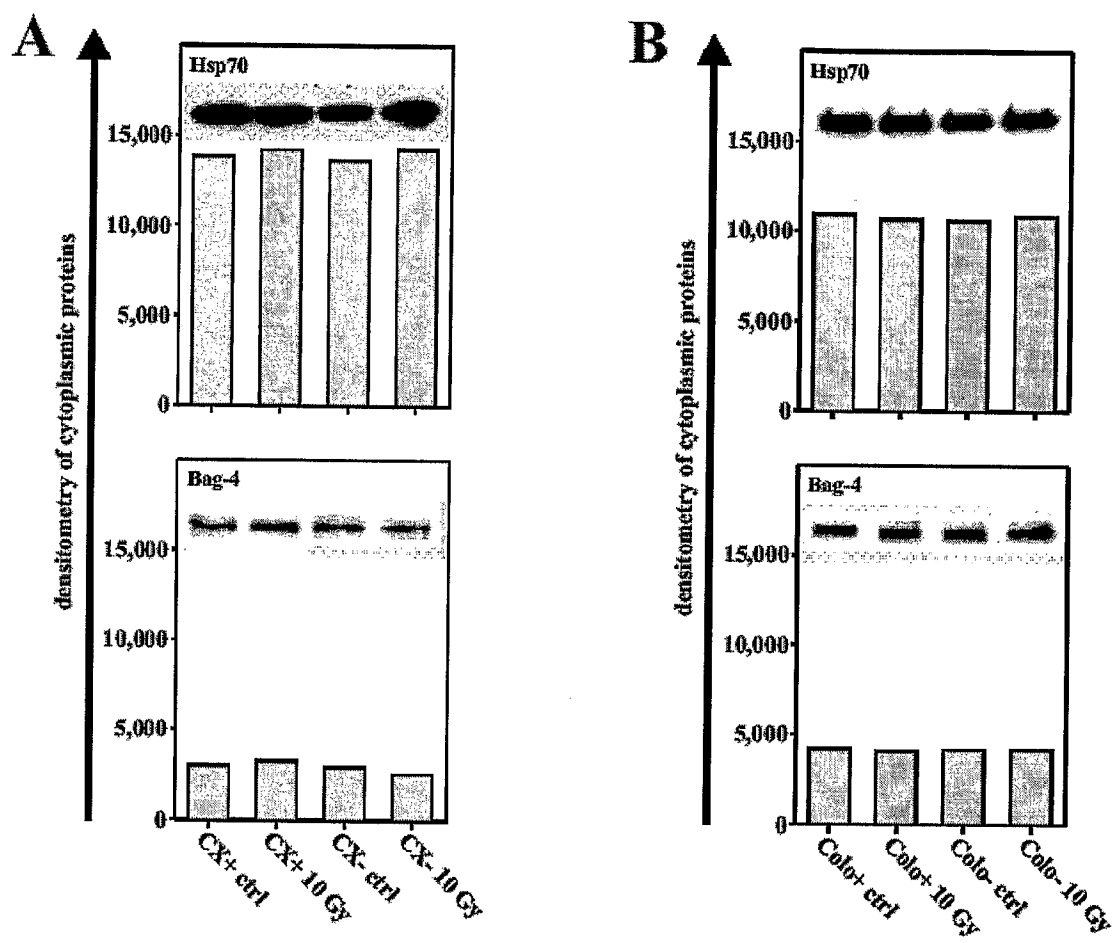 A
densitometry of cytoplasmic proteins
Hsp70
15,000
10,000
5,000
0
Bag-4
15,000
10,000
5,000
0
CX+ ctrl
CX+ 10 Gy
CX- ctrl
CX- 10 Gy
B
densitometry of cytoplasmic proteins
Hsp70
15,000
10,000
5,000
0
Bag-4
15,000
10,000
5,000
0
Colo+ ctrl
Colo+ 10 Gy
Colo- ctrl
Colo- 10 Gy